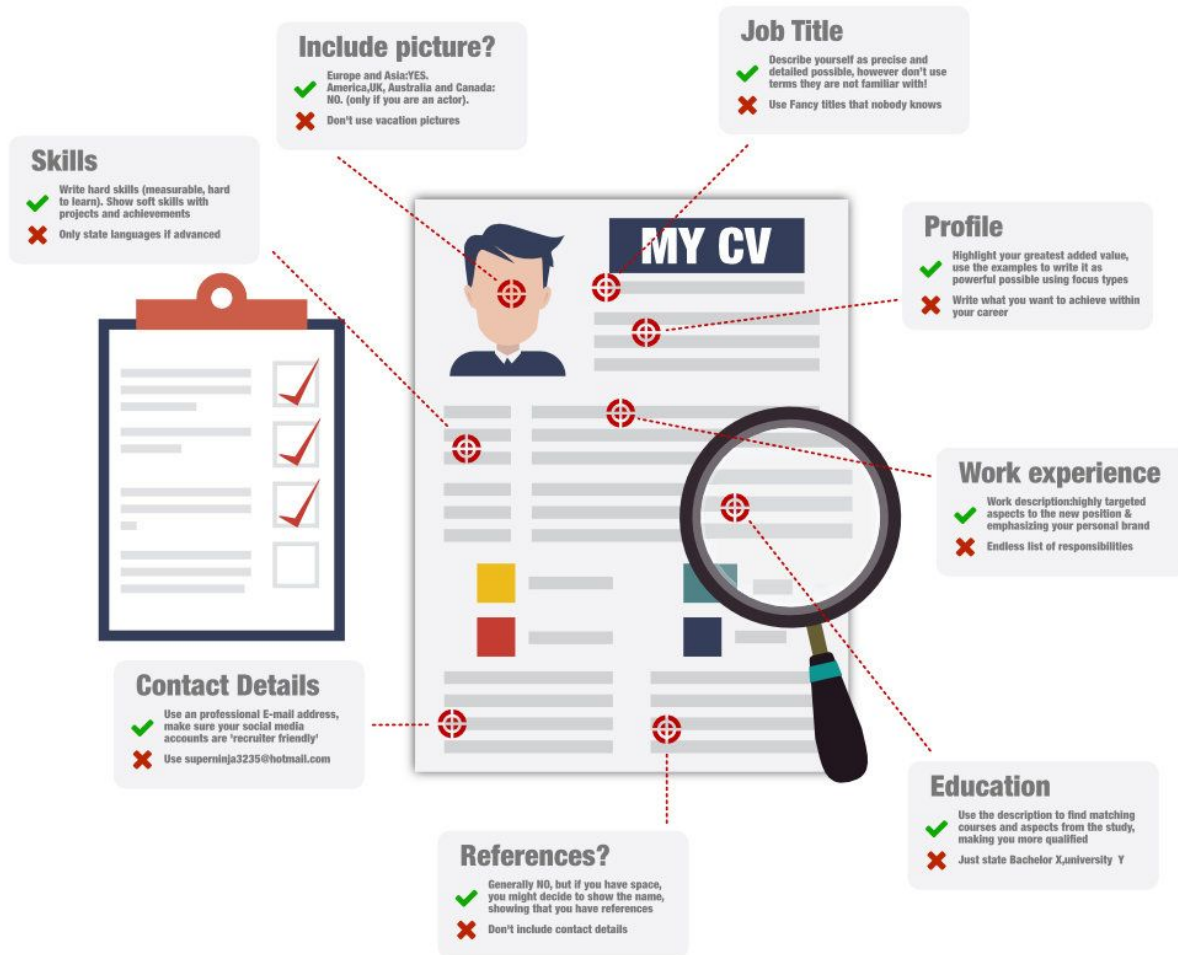 Include picture?
Europe and Asia:YES.
America,UK, Australia and Canada:
NO. (only if you are an actor).
Don't use vacation pictures
Job Title
Describe yourself as precise and
detailed possible, however don't use
terms they are not familiar with!
Use Fancy titles that nobody knows
Skills
Write hard skills (measurable, hard
to learn). Show soft skills with
projects and achievements
Only state languages if advanced
MY CV
Profile
Highlight your greatest added value,
use the examples to write it as
powerful possible using focus types
Write what you want to achieve within
your career
Work experience
Work description:highly targeted
aspects to the new position &
emphasizing your personal brand
Endless list of responsibilities
Contact Details
Use an professional E-mail address,
make sure your social media
accounts are 'recruiter friendly'
Use superninja3235@hotmail.com
Education
Use the description to find matching
courses and aspects from the study,
making you more qualified
Just state Bachelor X,university Y
References?
Generally NO, but if you have space,
you might decide to show the name,
showing that you have references
Don't include contact details